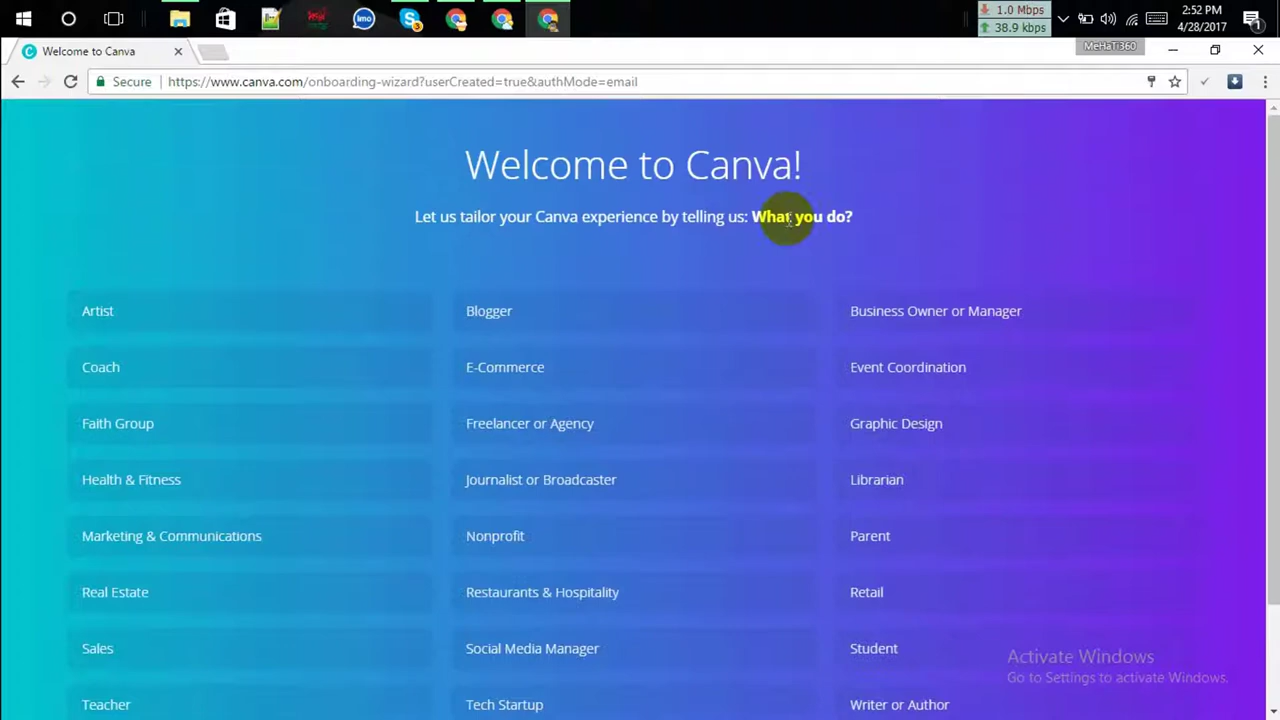 1.0 Mbps
38.9 kbps
2:52 PM
4/28/2017
imo
3
1
Welcome to Canva
MeHaTi360
Secure
https://www.canva.com/onboarding-wizard?userCreated=true&authMode=email
Welcome to Canva!
Let us tailor your Canva experience by telling us: What you do?
Artist
Blogger
Business Owner or Manager
Coach
E-Commerce
Event Coordination
Faith Group
Freelancer or Agency
Graphic Design
Health & Fitness
Journalist or Broadcaster
Librarian
Marketing & Communications
Nonprofit
Parent
Real Estate
Restaurants & Hospitality
Retail
Sales
Social Media Manager
Student
Activate Windows
Go to Settings to activate Windows.
Teacher
Tech Startup
Writer or Author